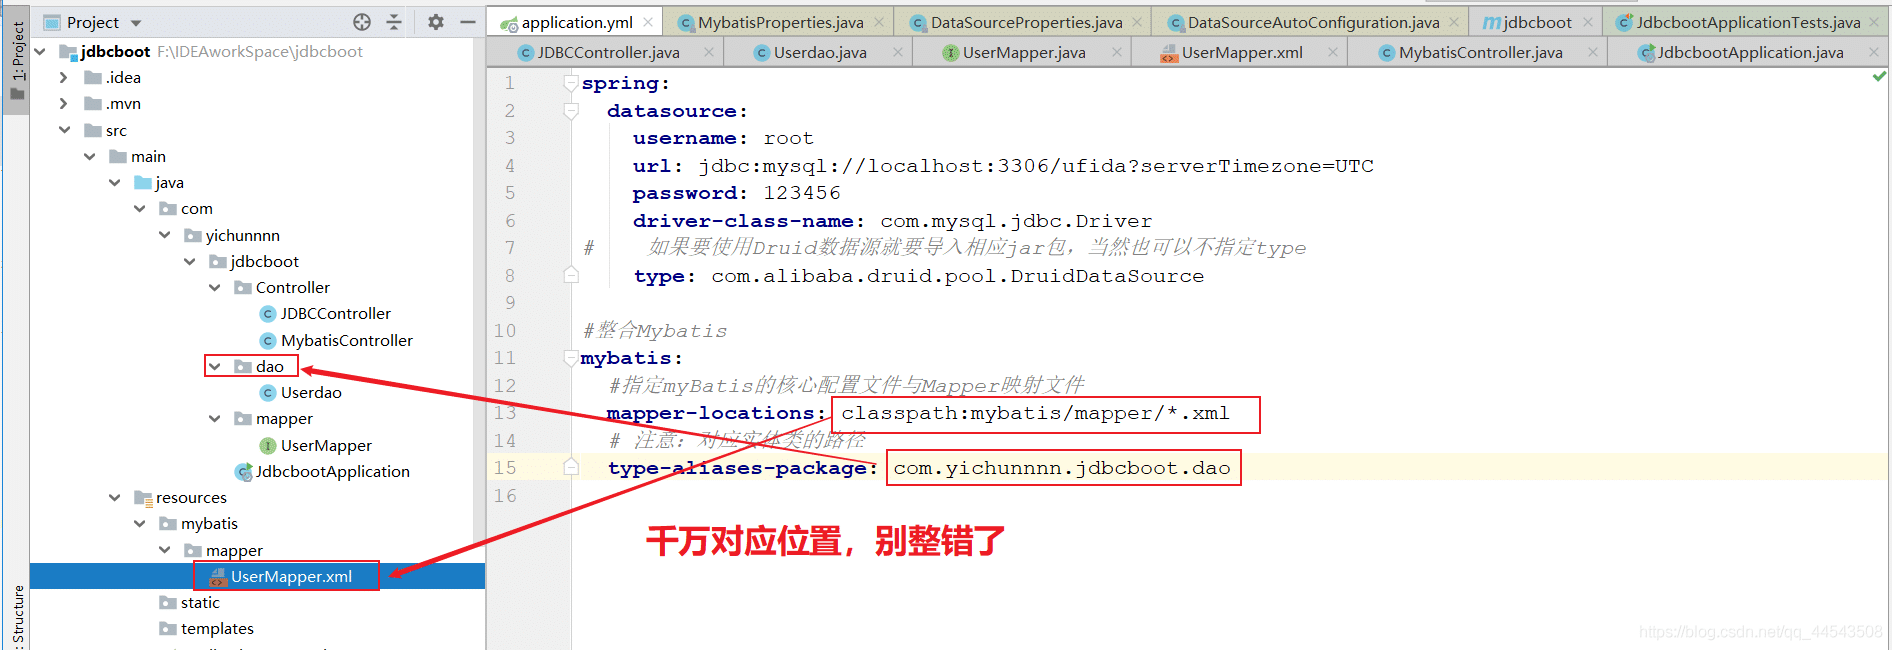 1: Project
Project
jdbcboot F:\IDEAworkSpace\jdbcboot
.idea
.mvn
src
main
java
com
yichunnnn
jdbcboot
Controller
JDBCController
MybatisController
dao
Userdao
mapper
UserMapper
JdbcbootApplication
resources
mybatis
mapper
UserMapper.xml
static
templates
Structure
application.yml MybatisProperties.java DataSourceProperties.java DataSourceAutoConfiguration.java jdbcboot JdbcbootApplicationTests.java
JDBCController.java Userdao.java UserMapper.java UserMapper.xml MybatisController.java JdbcbootApplication.java
1 spring:
2 datasource:
3 username: root
4 url: jdbc:mysql://localhost:3306/ufida?serverTimezone=UTC
5 password: 123456
6 driver-class-name: com.mysql.jdbc.Driver
7 # 如果要使用Druid数据源就要导入相应jar包，当然也可以不指定type
8 type: com.alibaba.druid.pool.DruidDataSource
9
10 #整合Mybatis
11 mybatis:
12 #指定myBatis的核心配置文件与Mapper映射文件
13 mapper-locations: classpath:mybatis/mapper/*.xml
14 # 注意：对应实体类的路径
15 type-aliases-package: com.yichunnnn.jdbcboot.dao
16
千万对应位置，别整错了
https://blog.csdn.net/qq_44543508